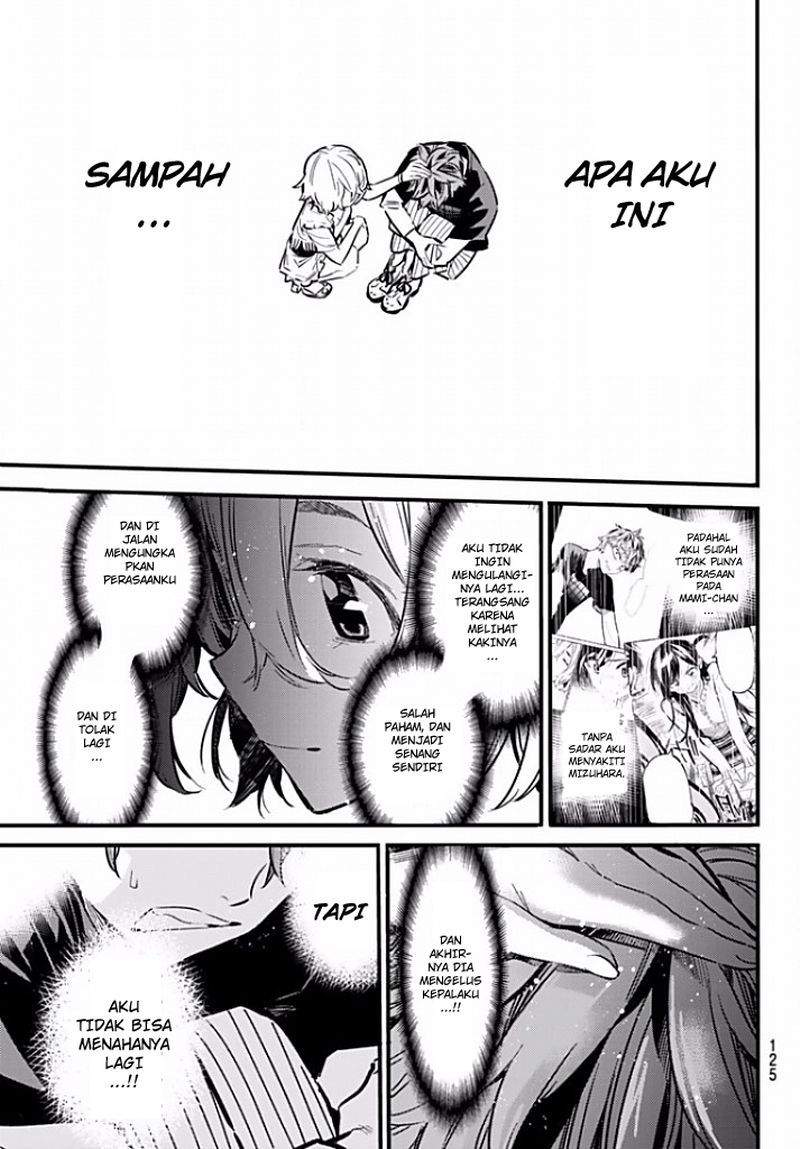 APA AKU
INI
SAMPAH
...
PADAHAL
AKU SUDAH
TIDAK PUNYA
PERASAAN
PADA
MAMI-CHAN
...
TANPA
SADAR AKU
MENYAKITI
MIZUHARA.
AKU TIDAK
INGIN
MENGULANGI-
NYA LAGI...
TERANGSANG
KARENA
MELIHAT
KAKINYA
...
SALAH
PAHAM, DAN
MENJADI
SENANG
SENDIRI
DAN DI
JALAN
MENGUNGKA
PKAN
PERASAANKU
DAN DI
TOLAK
LAGI
...
DAN
AKHIR-
NYA DIA
MENGELUS
KEPALAKU
...!!
TAPI
AKU
TIDAK BISA
MENAHANYA
LAGI
...!!
125